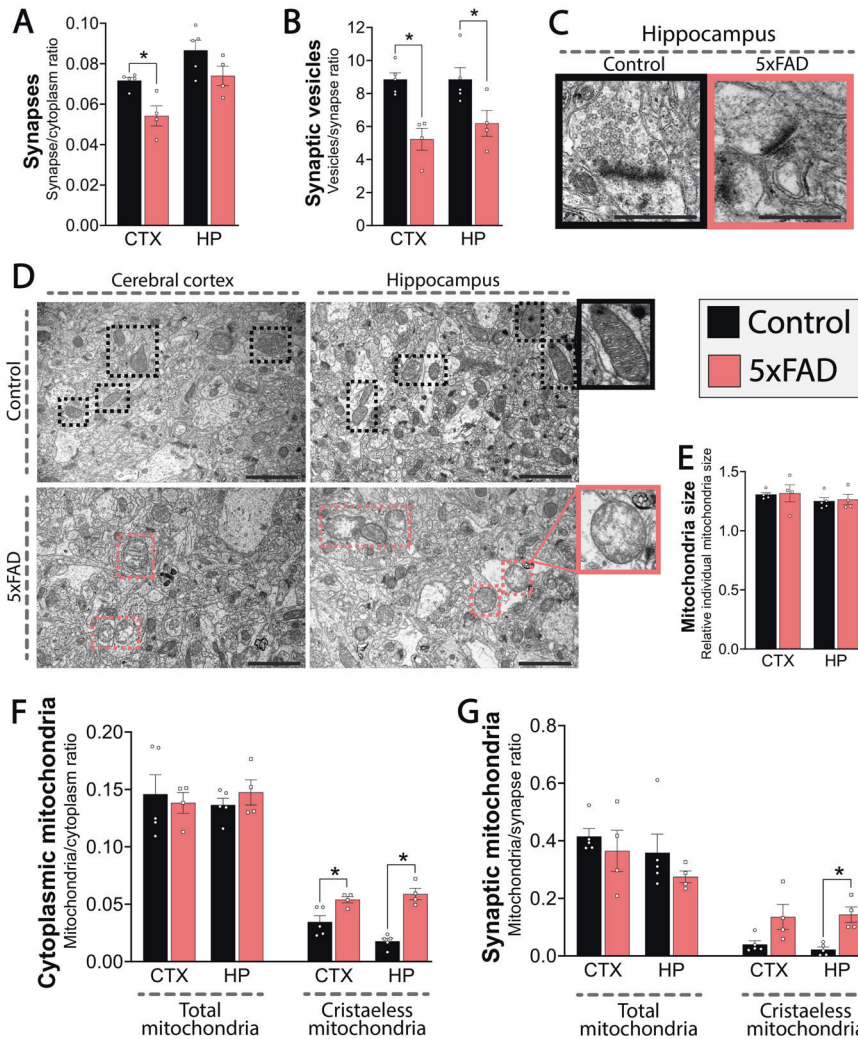 A
Synapses
Synapse/cytoplasm ratio
0.10
0.08
0.06
0.04
0.02
0.00
*
CTX HP
B
Synaptic vesicles
Vesicles/synapse ratio
12
10
8
6
4
2
0
*
*
CTX HP
C
Hippocampus
Control 5xFAD
D
Cerebral cortex Hippocampus
Control
5xFAD
Control
5xFAD
E
Mitochondria size
Relative individual mitochondria size
1.5
1.0
0.5
0.0
CTX HP
F
Cytoplasmic mitochondria
Mitochondria/cytoplasm ratio
0.20
0.15
0.10
0.05
0.00
*
*
CTX HP CTX HP
Total
mitochondria
Cristaeless
mitochondria
G
Synaptic mitochondria
Mitochondria/synapse ratio
0.8
0.6
0.4
0.2
0.0
*
CTX HP CTX HP
Total
mitochondria
Cristaeless
mitochondria